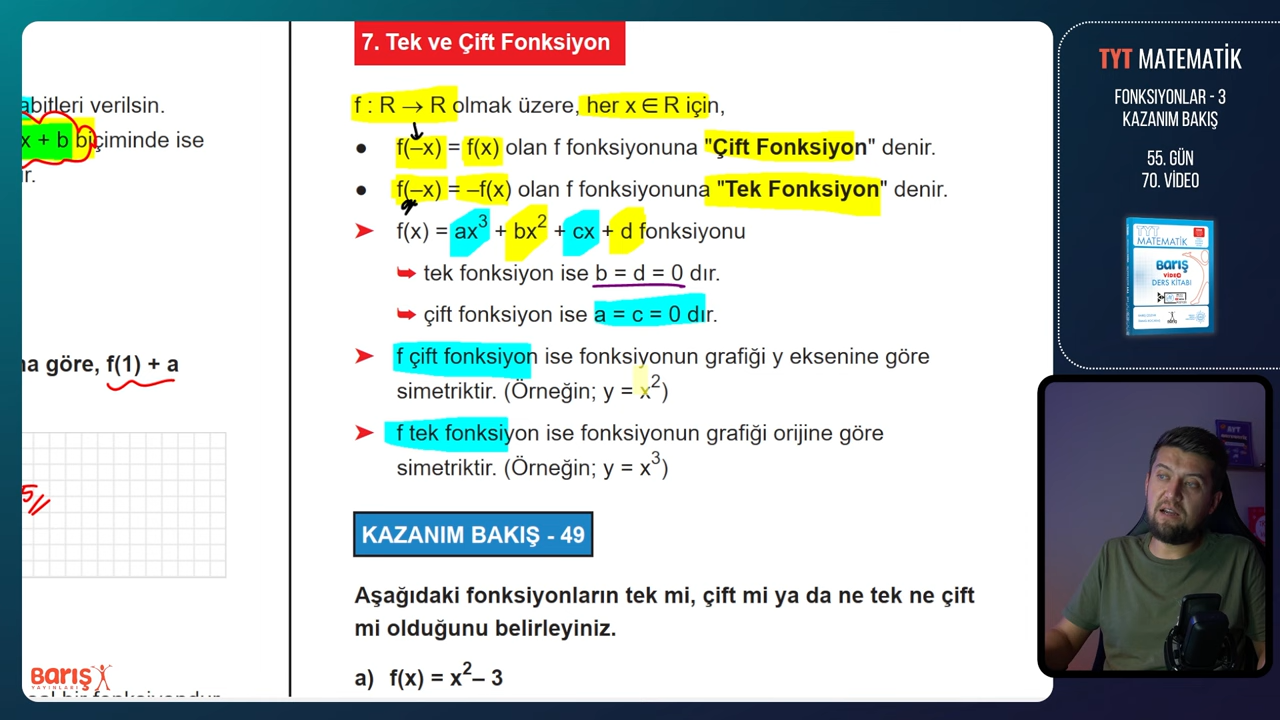 abitleri verilsin.
x + b biçiminde ise
ır.
na göre, f(1) + a
7. Tek ve Çift Fonksiyon
f : R → R olmak üzere, her x ∈ R için,
• f(–x) = f(x) olan f fonksiyonuna "Çift Fonksiyon" denir.
• f(–x) = –f(x) olan f fonksiyonuna "Tek Fonksiyon" denir.
➤ f(x) = ax³ + bx² + cx + d fonksiyonu
➥ tek fonksiyon ise b = d = 0 dır.
➥ çift fonksiyon ise a = c = 0 dır.
➤ f çift fonksiyon ise fonksiyonun grafiği y eksenine göre
simetriktir. (Örneğin; y = x²)
➤ f tek fonksiyon ise fonksiyonun grafiği orijine göre
simetriktir. (Örneğin; y = x³)
KAZANIM BAKIŞ - 49
Aşağıdaki fonksiyonların tek mi, çift mi ya da ne tek ne çift
mi olduğunu belirleyiniz.
a) f(x) = x² – 3
BARIŞ
YAYINLARI
TYT MATEMATİK
FONKSIYONLAR - 3
KAZANIM BAKIŞ
55. GÜN
70. VİDEO
TYT
MATEMATİK
BARIŞ
VİDEO
DERS KİTABI